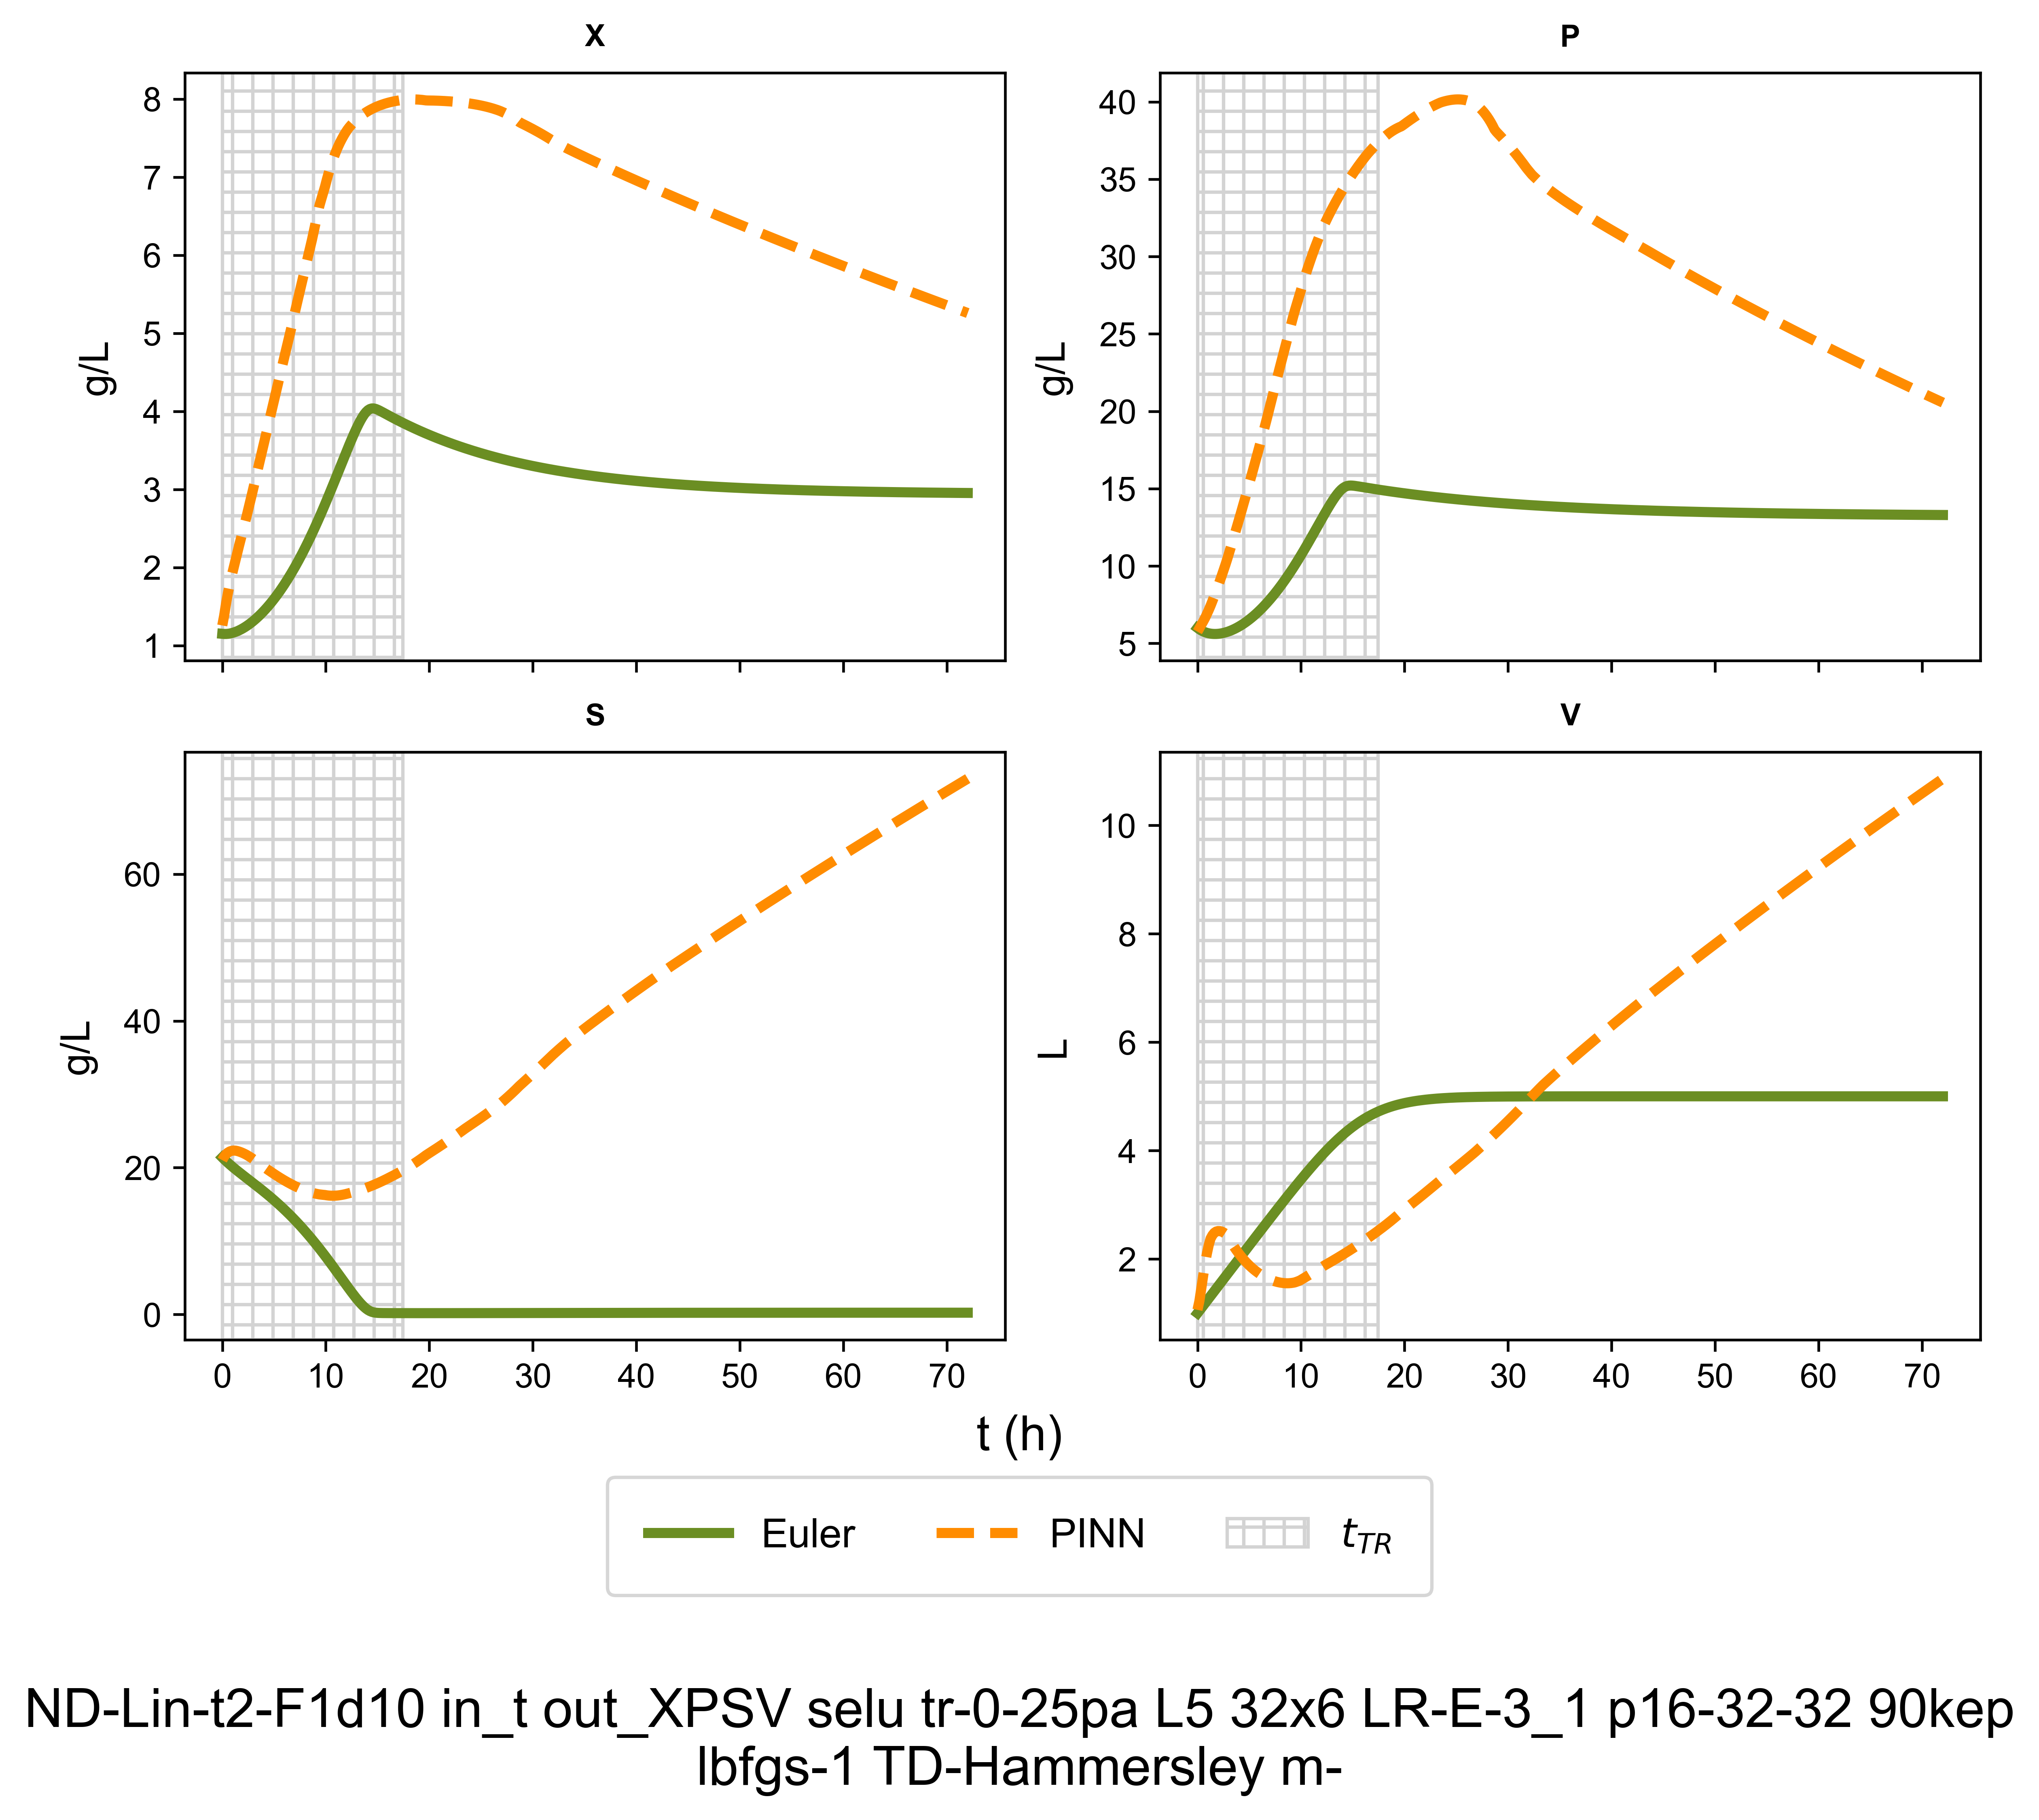 X
P
8
7
6
5
4
3
2
1
g/L
40
35
30
25
20
15
10
5
g/L
S
V
60
40
20
0
g/L
10
8
6
4
2
L
0 10 20 30 40 50 60 70
0 10 20 30 40 50 60 70
t (h)
Euler PINN t_TR
ND-Lin-t2-F1d10 in_t out_XPSV selu tr-0-25pa L5 32x6 LR-E-3_1 p16-32-32 90kep
lbfgs-1 TD-Hammersley m-